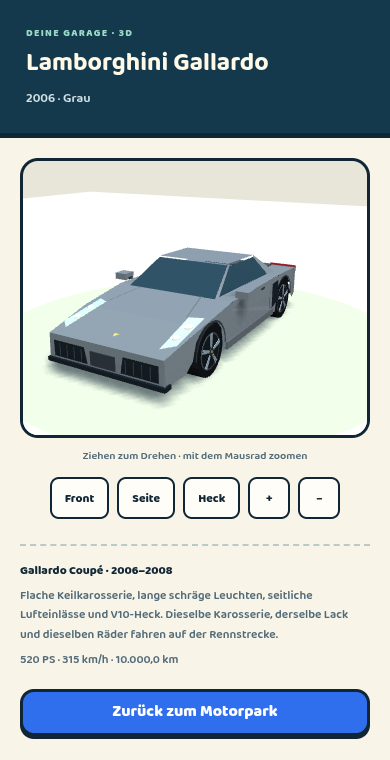 DEINE GARAGE · 3D
Lamborghini Gallardo
2006 · Grau
Ziehen zum Drehen · mit dem Mausrad zoomen
Front
Seite
Heck
+
−
Gallardo Coupé · 2006–2008
Flache Keilkarosserie, lange schräge Leuchten, seitliche
Lufteinlässe und V10-Heck. Dieselbe Karosserie, derselbe Lack
und dieselben Räder fahren auf der Rennstrecke.
520 PS · 315 km/h · 10.000,0 km
Zurück zum Motorpark